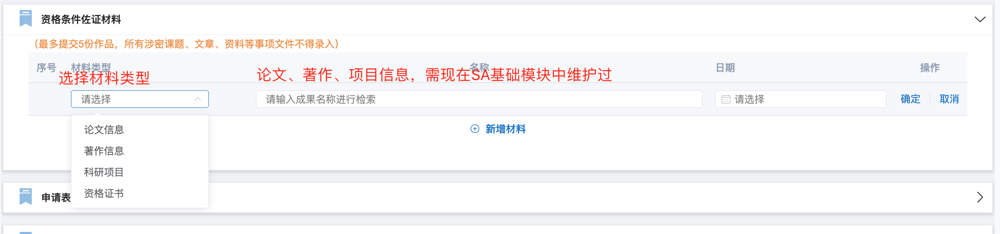 资格条件佐证材料
（最多提交5份作品，所有涉密课题、文章、资料等事项文件不得录入）
序号 材料类型 名称 日期 操作
选择材料类型 论文、著作、项目信息，需现在SA基础模块中维护过
请选择 请输入成果名称进行检索 请选择 确定 取消
新增材料
论文信息
著作信息
科研项目
资格证书
申请表